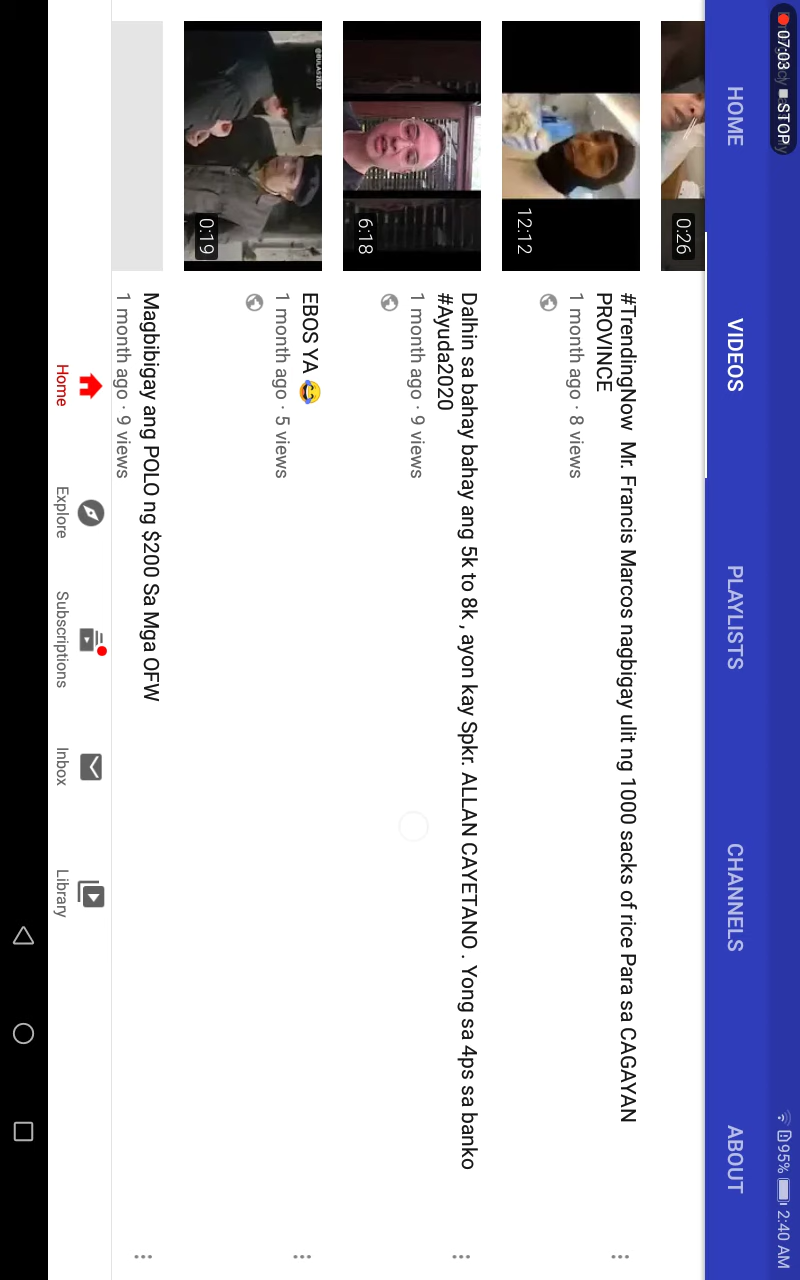 07:03 STOP
95% 2:40 AM
HOME VIDEOS PLAYLISTS CHANNELS ABOUT
0:26
12:12
#TrendingNow Mr. Francis Marcos nagbigay ulit ng 1000 sacks of rice Para sa CAGAYAN
PROVINCE
1 month ago · 8 views
6:18
Dalhin sa bahay bahay ang 5k to 8k , ayon kay Spkr. ALLAN CAYETANO . Yong sa 4ps sa banko
#Ayuda2020
1 month ago · 9 views
@BULAS2017
0:19
EBOS YA 😂
1 month ago · 5 views
Magbibigay ang POLO ng $200 Sa Mga OFW
1 month ago · 9 views
Home Explore Subscriptions Inbox Library